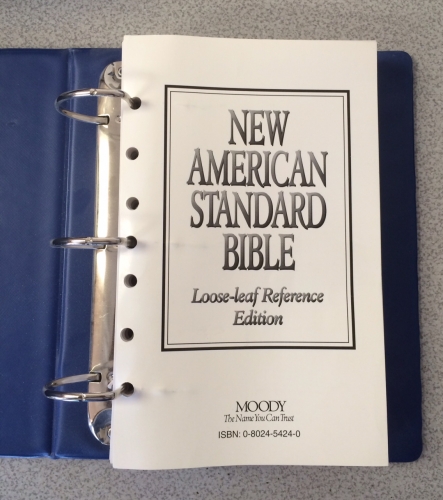 NEW
AMERICAN
STANDARD
BIBLE
Loose-leaf Reference
Edition
MOODY
The Name You Can Trust
ISBN: 0-8024-5424-0